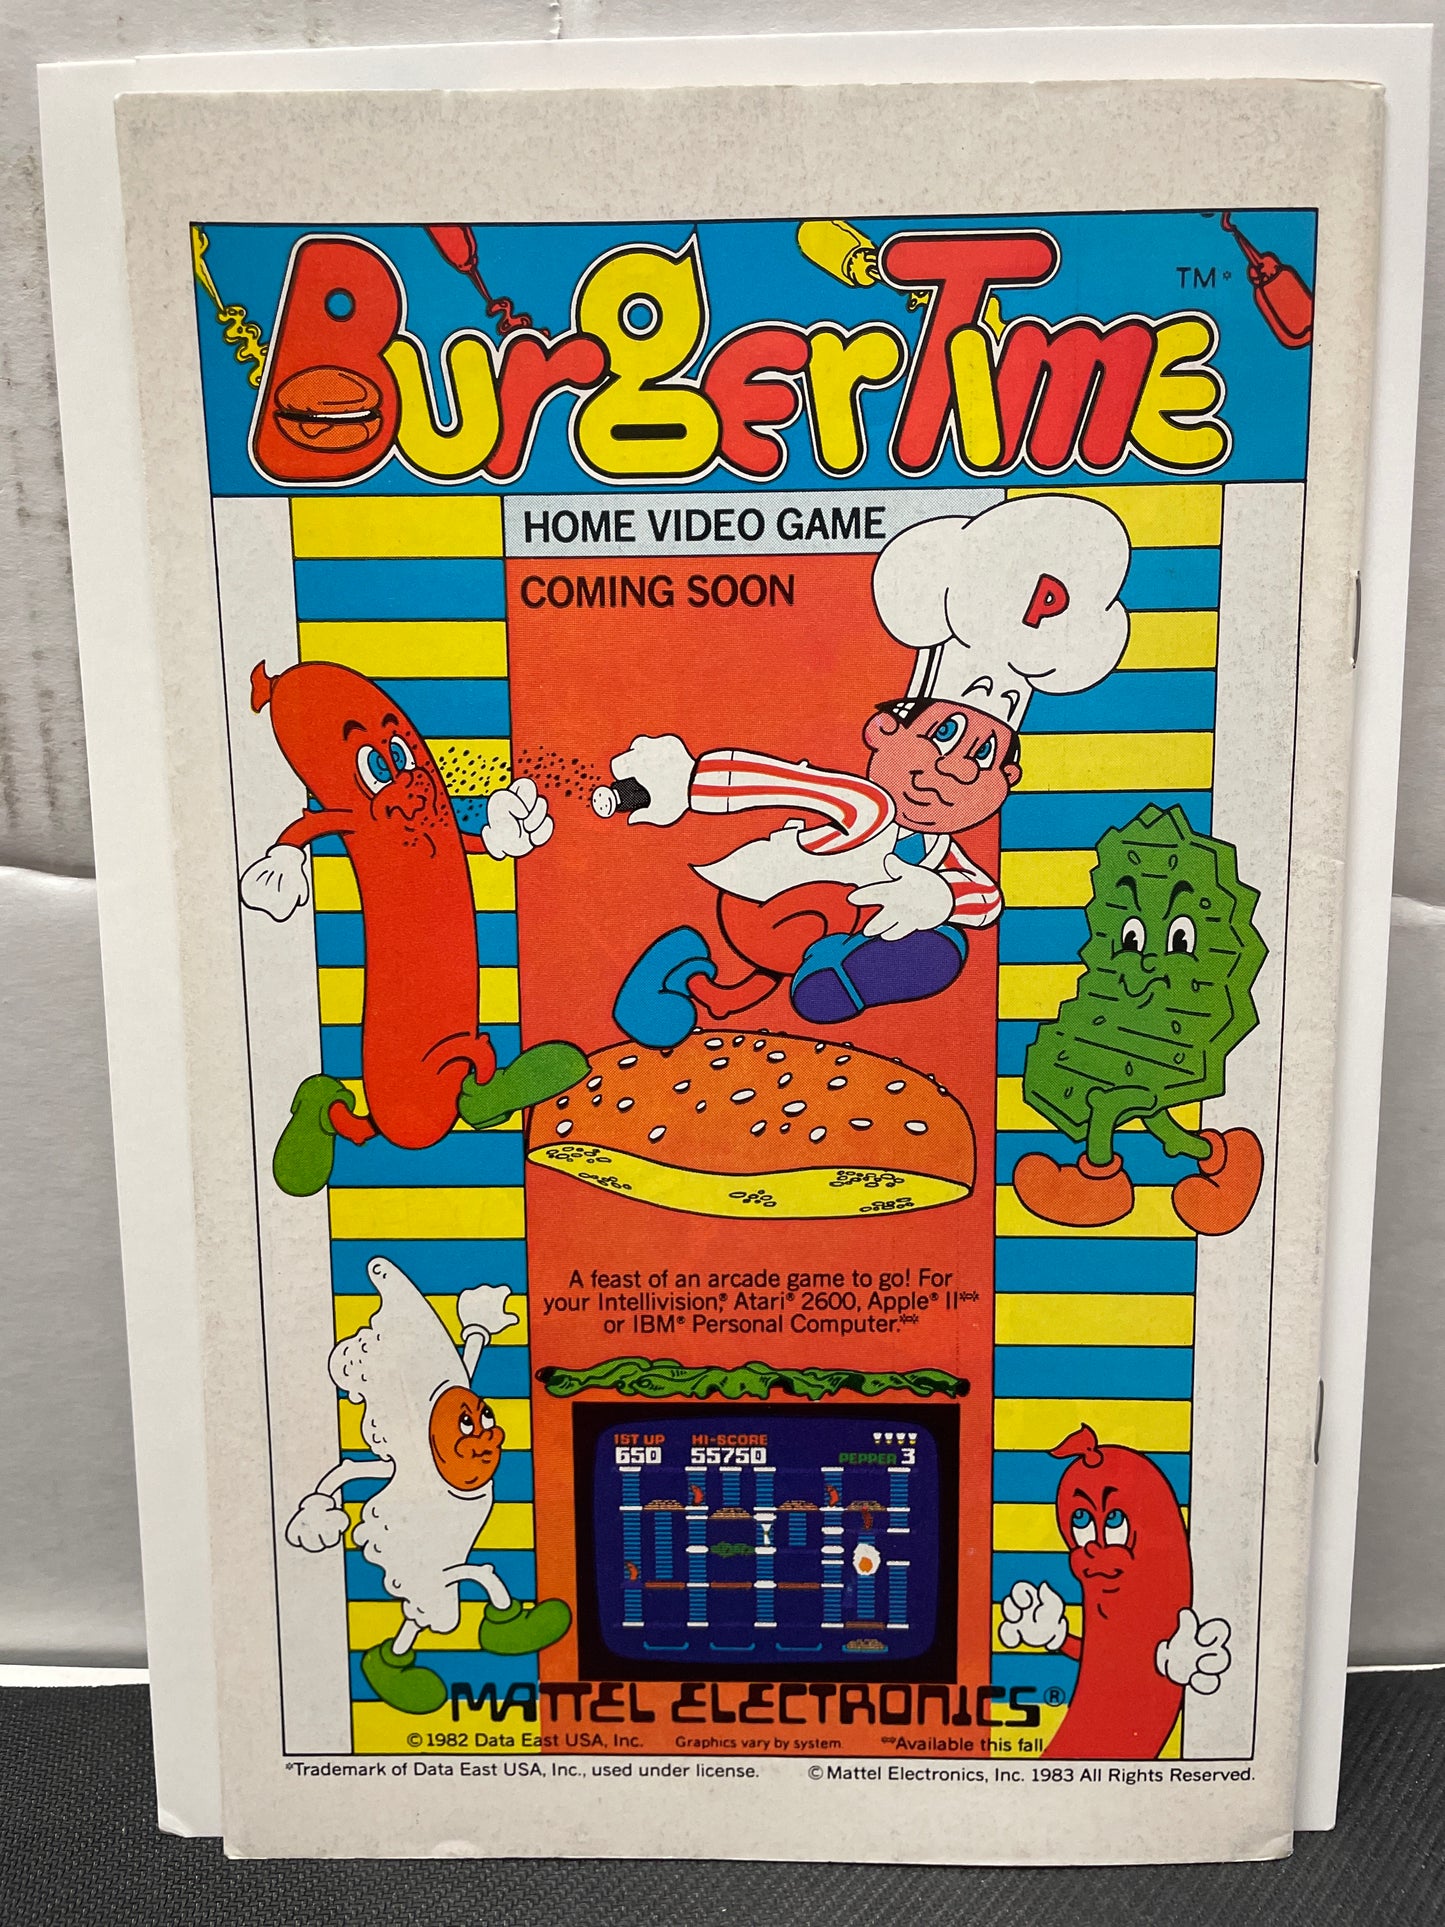 BURGERTIME TM*
HOME VIDEO GAME
COMING SOON
P
A feast of an arcade game to go! For
your Intellivision,® Atari® 2600, Apple® II**
or IBM® Personal Computer.**
1ST UP HI-SCORE
650 55750 PEPPER 3
MATTEL ELECTRONICS®
© 1982 Data East USA, Inc. Graphics vary by system **Available this fall.
*Trademark of Data East USA, Inc., used under license. © Mattel Electronics, Inc. 1983 All Rights Reserved.